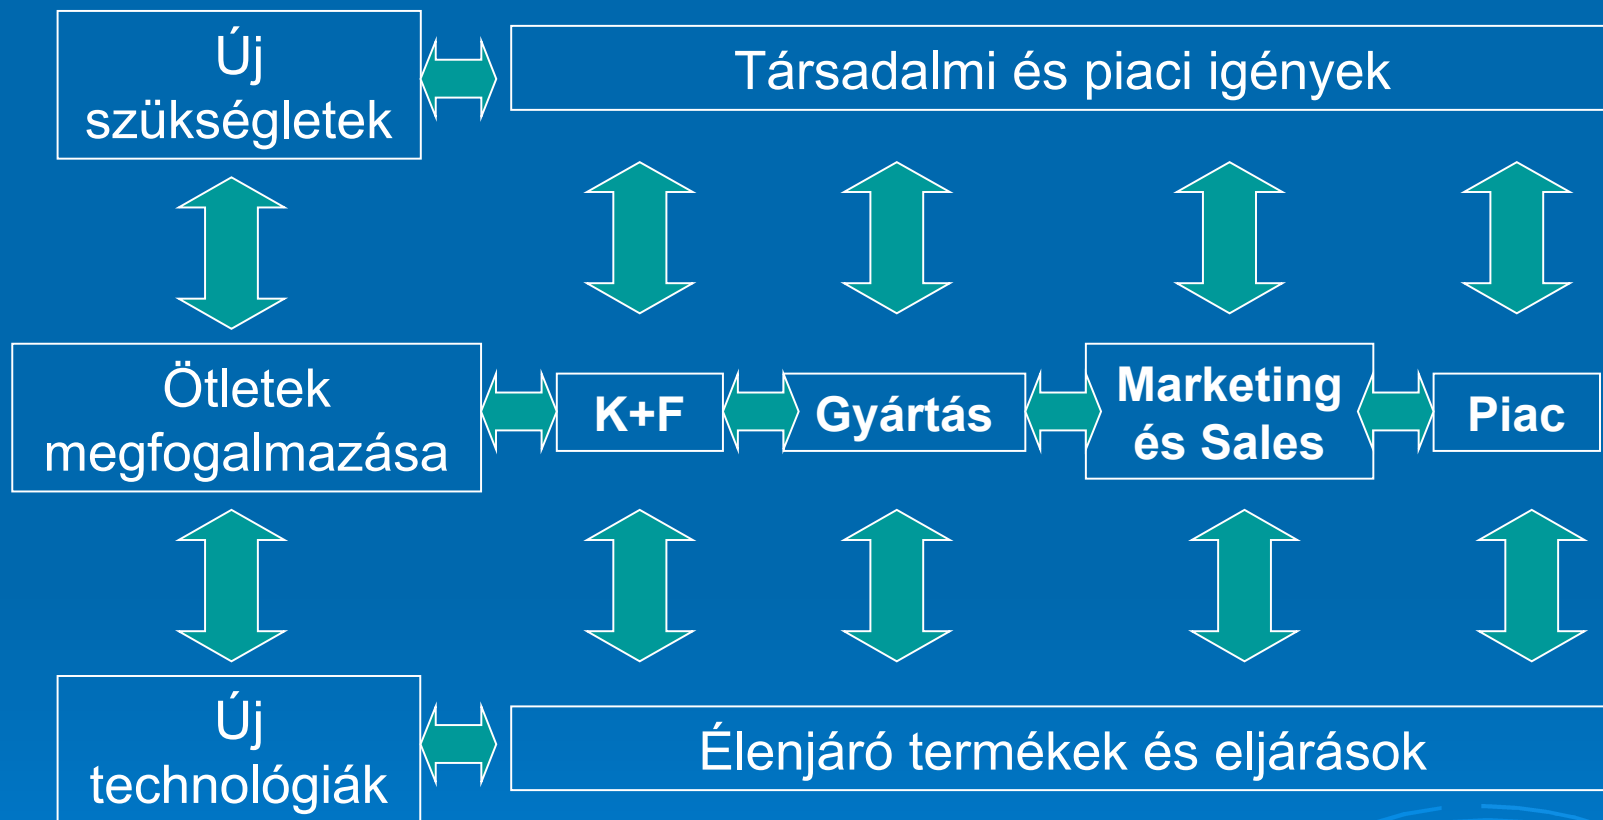 Új
szükségletek
Társadalmi és piaci igények
Ötletek
megfogalmazása
K+F
Gyártás
Marketing
és Sales
Piac
Új
technológiák
Élenjáró termékek és eljárások